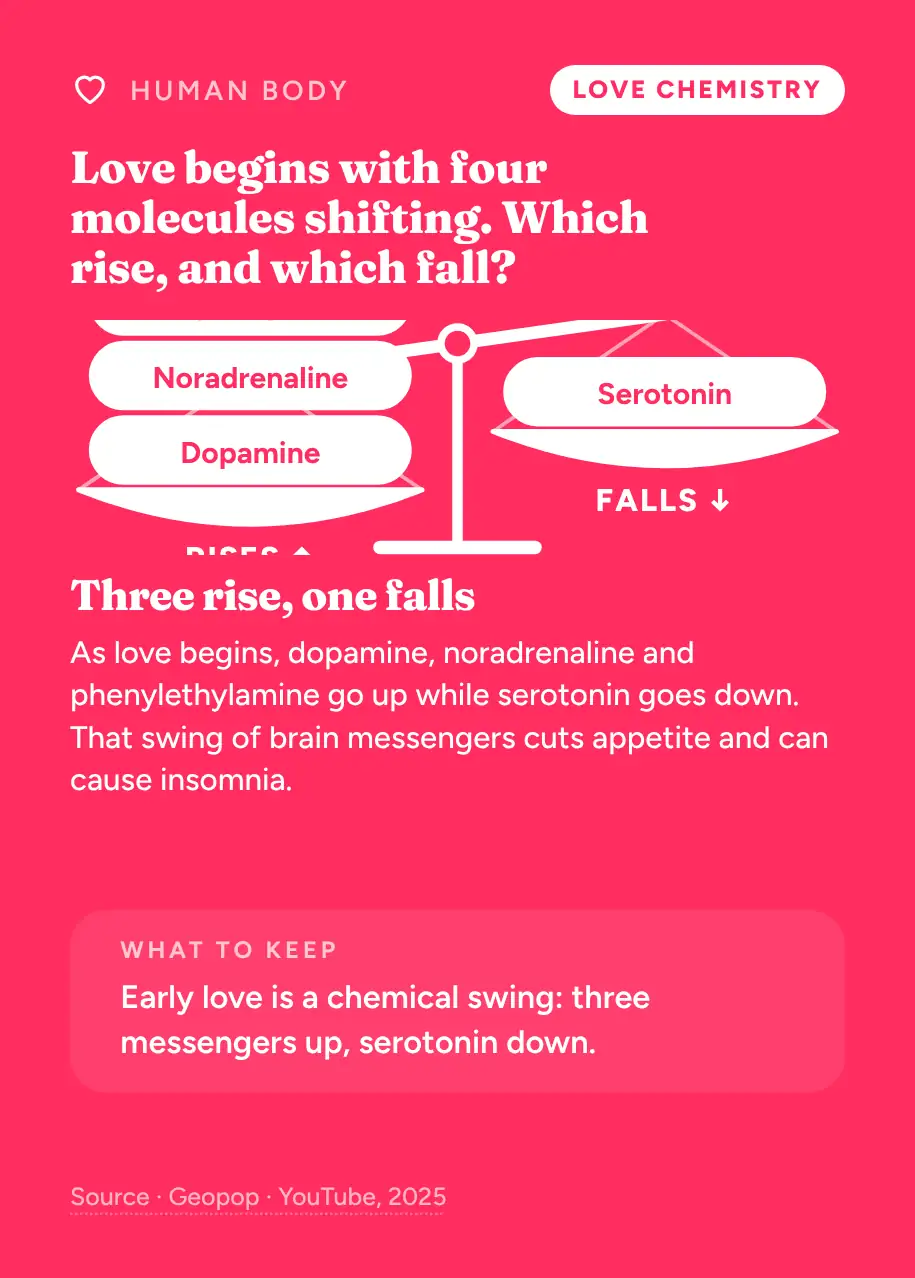 HUMAN BODY
LOVE CHEMISTRY
Love begins with four
molecules shifting. Which
rise, and which fall?
Noradrenaline
Serotonin
Dopamine
FALLS ↓
Three rise, one falls
As love begins, dopamine, noradrenaline and
phenylethylamine go up while serotonin goes down.
That swing of brain messengers cuts appetite and can
cause insomnia.
WHAT TO KEEP
Early love is a chemical swing: three
messengers up, serotonin down.
Source · Geopop · YouTube, 2025